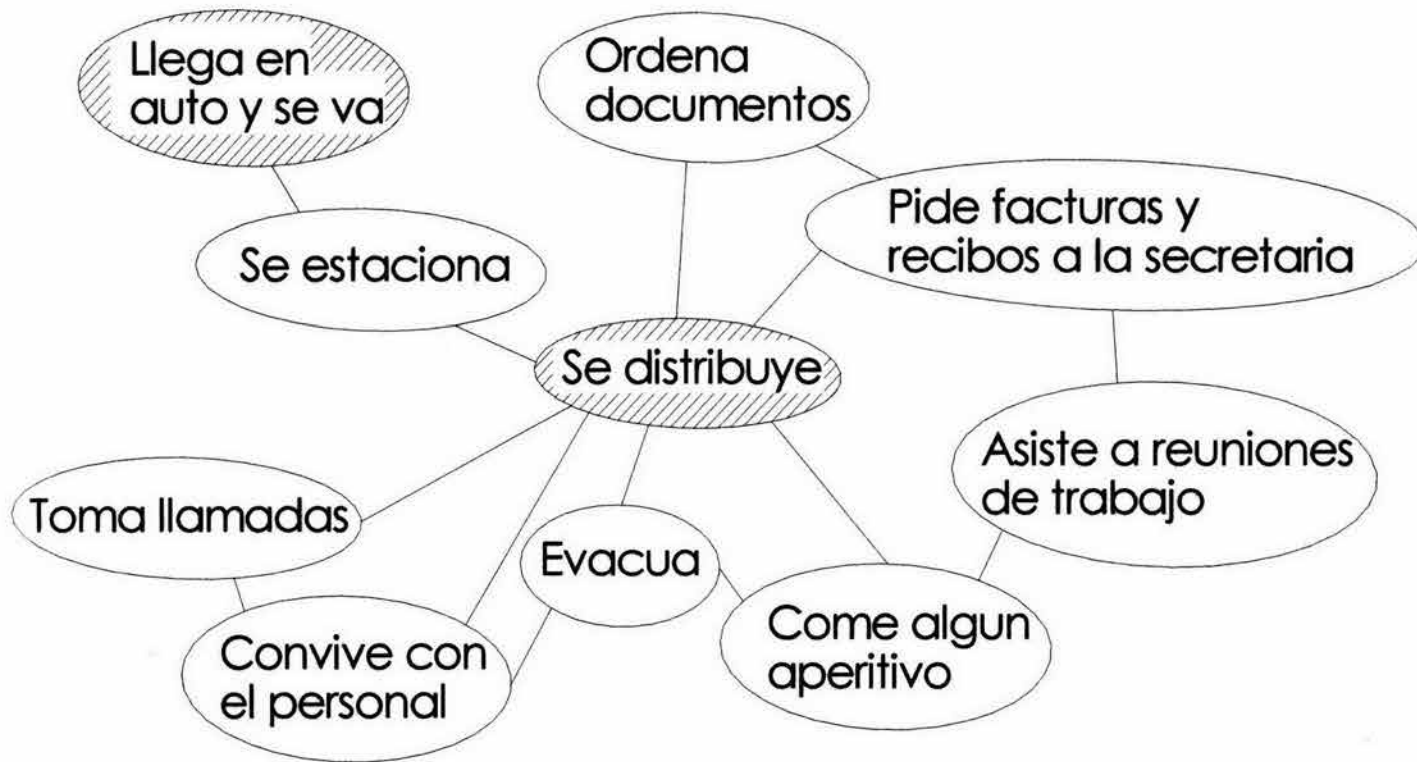 Llega en
auto y se va
Ordena
documentos
Pide facturas y
recibos a la secretaria
Se estaciona
Se distribuye
Asiste a reuniones
de trabajo
Toma llamadas
Evacua
Come algun
aperitivo
Convive con
el personal